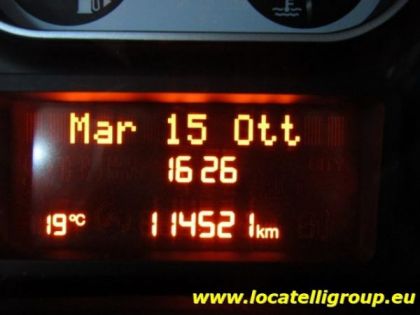 Mar 15 Ott
16 26
19°C 114521 km
www.locatelligroup.eu